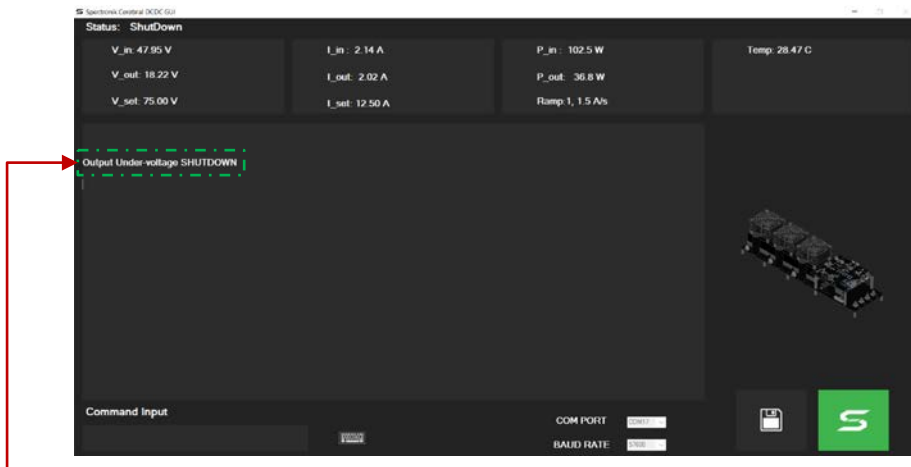 Spectronik Cerebral DCDC GUI
Status: ShutDown
V_in: 47.95 V
I_in : 2.14 A
P_in : 102.5 W
Temp: 28.47 C
V_out: 18.22 V
I_out: 2.02 A
P_out: 36.8 W
V_set: 75.00 V
I_set: 12.50 A
Ramp:1, 1.5 A/s
Output Under-voltage SHUTDOWN
Command Input
COM PORT
BAUD RATE
57600